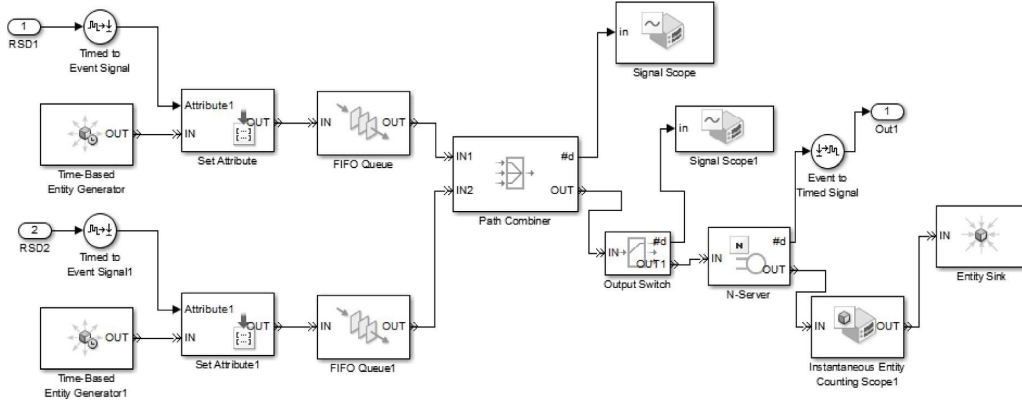 1
RSD1
Timed to
Event Signal
Attribute1
IN
OUT
[...]
Set Attribute
OUT
Time-Based
Entity Generator
IN
OUT
FIFO Queue
IN1
IN2
#d
OUT
Path Combiner
in
Signal Scope
in
Signal Scope1
1
Out1
Event to
Timed Signal
2
RSD2
Timed to
Event Signal1
Attribute1
IN
OUT
[...]
Set Attribute1
OUT
Time-Based
Entity Generator1
IN
OUT
FIFO Queue1
IN
#d
OUT1
Output Switch
IN
N
#d
OUT
N-Server
IN
OUT
Instantaneous Entity
Counting Scope1
IN
Entity Sink